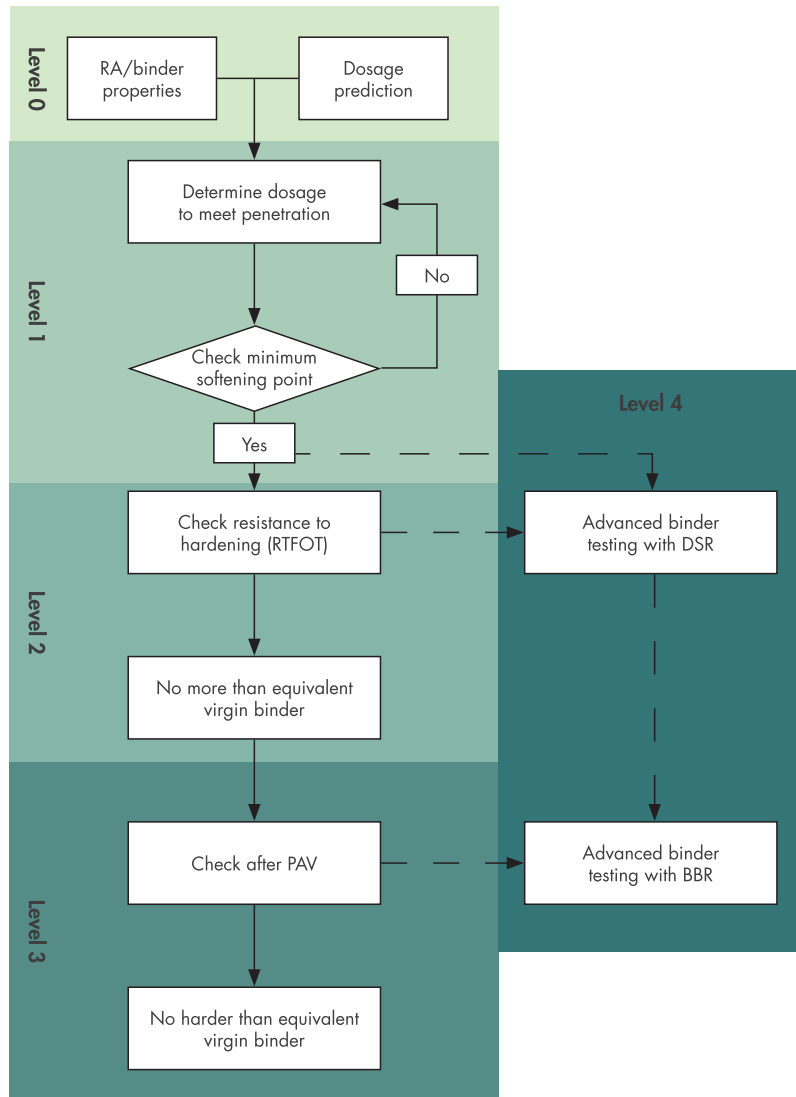 Level 0
RA/binder
properties
Dosage
prediction
Level 1
Determine dosage
to meet penetration
No
Check minimum
softening point
Yes
Level 2
Check resistance to
hardening (RTFOT)
No more than equivalent
virgin binder
Level 3
Check after PAV
No harder than equivalent
virgin binder
Level 4
Advanced binder
testing with DSR
Advanced binder
testing with BBR